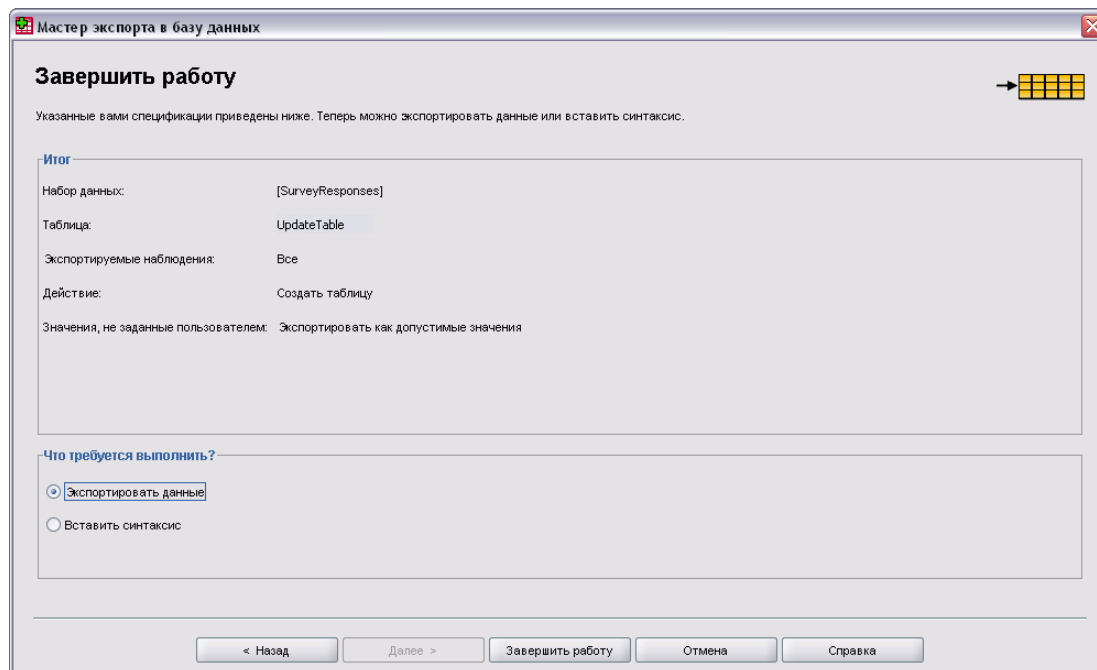 Мастер экспорта в базу данных
Завершить работу
Указанные вами спецификации приведены ниже. Теперь можно экспортировать данные или вставить синтаксис.
Итог
Набор данных: [SurveyResponses]
Таблица: UpdateTable
Экспортируемые наблюдения: Все
Действие: Создать таблицу
Значения, не заданные пользователем: Экспортировать как допустимые значения
Что требуется выполнить?
Экспортировать данные
Вставить синтаксис
< Назад Далее > Завершить работу Отмена Справка